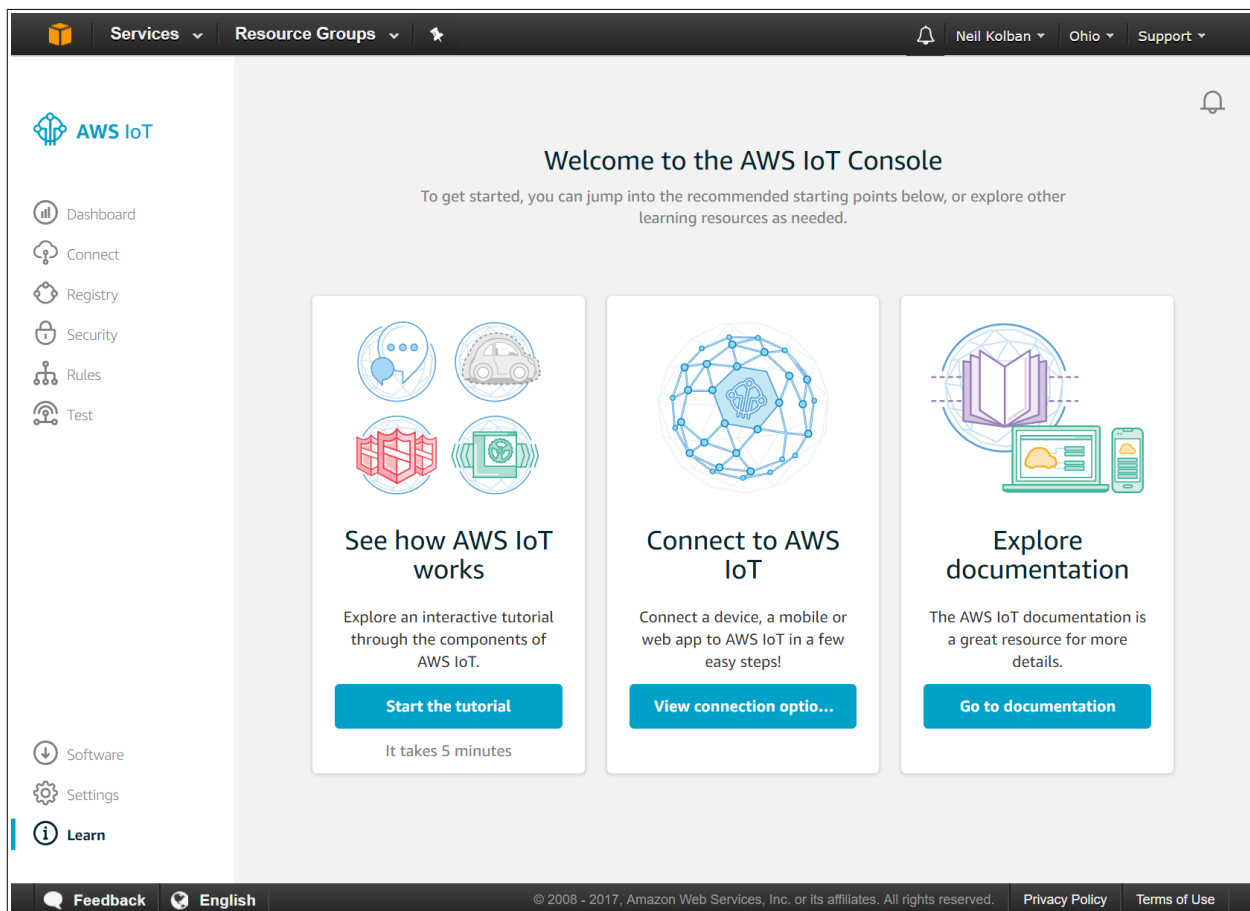 Services
Resource Groups
Neil Kolban
Ohio
Support
AWS IoT
Dashboard
Connect
Registry
Security
Rules
Test
Software
Settings
Learn
Welcome to the AWS IoT Console
To get started, you can jump into the recommended starting points below, or explore other
learning resources as needed.
See how AWS IoT
works
Explore an interactive tutorial
through the components of
AWS IoT.
Start the tutorial
It takes 5 minutes
Connect to AWS
IoT
Connect a device, a mobile or
web app to AWS IoT in a few
easy steps!
View connection optio...
Explore
documentation
The AWS IoT documentation is
a great resource for more
details.
Go to documentation
Feedback
English
© 2008 - 2017, Amazon Web Services, Inc. or its affiliates. All rights reserved.
Privacy Policy
Terms of Use